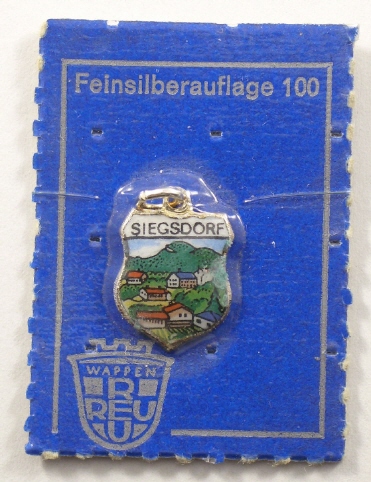 Feinsilberauflage 100
SIEGSDORF
WAPPEN
R
REU
U